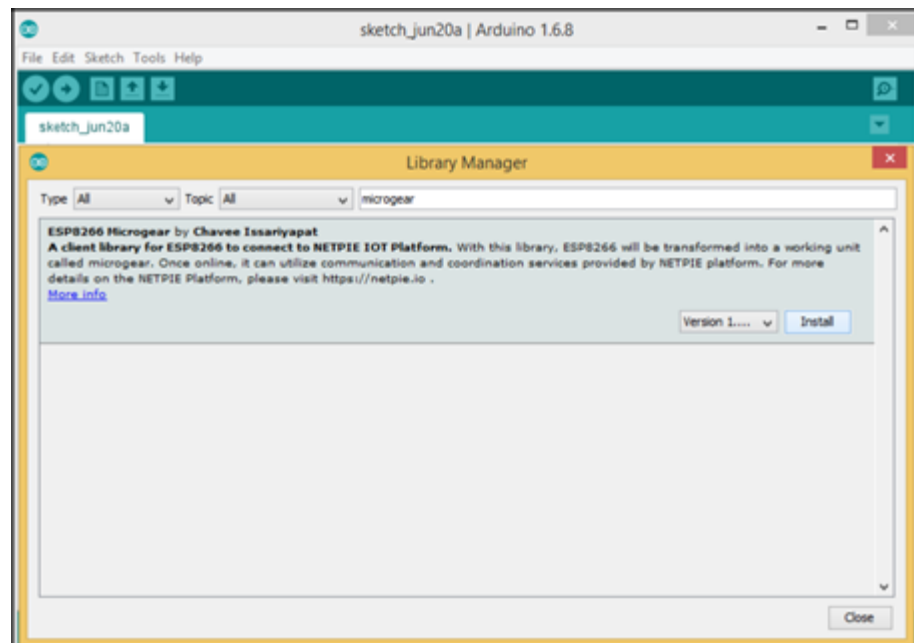 sketch_jun20a | Arduino 1.6.8
File Edit Sketch Tools Help
sketch_jun20a
Library Manager
Type All Topic All microgear
ESP8266 Microgear by Chavee Issariyapat
A client library for ESP8266 to connect to NETPIE IOT Platform. With this library, ESP8266 will be transformed into a working unit
called microgear. Once online, it can utilize communication and coordination services provided by NETPIE platform. For more
details on the NETPIE Platform, please visit https://netpie.io .
More info
Version 1.... Install
Close